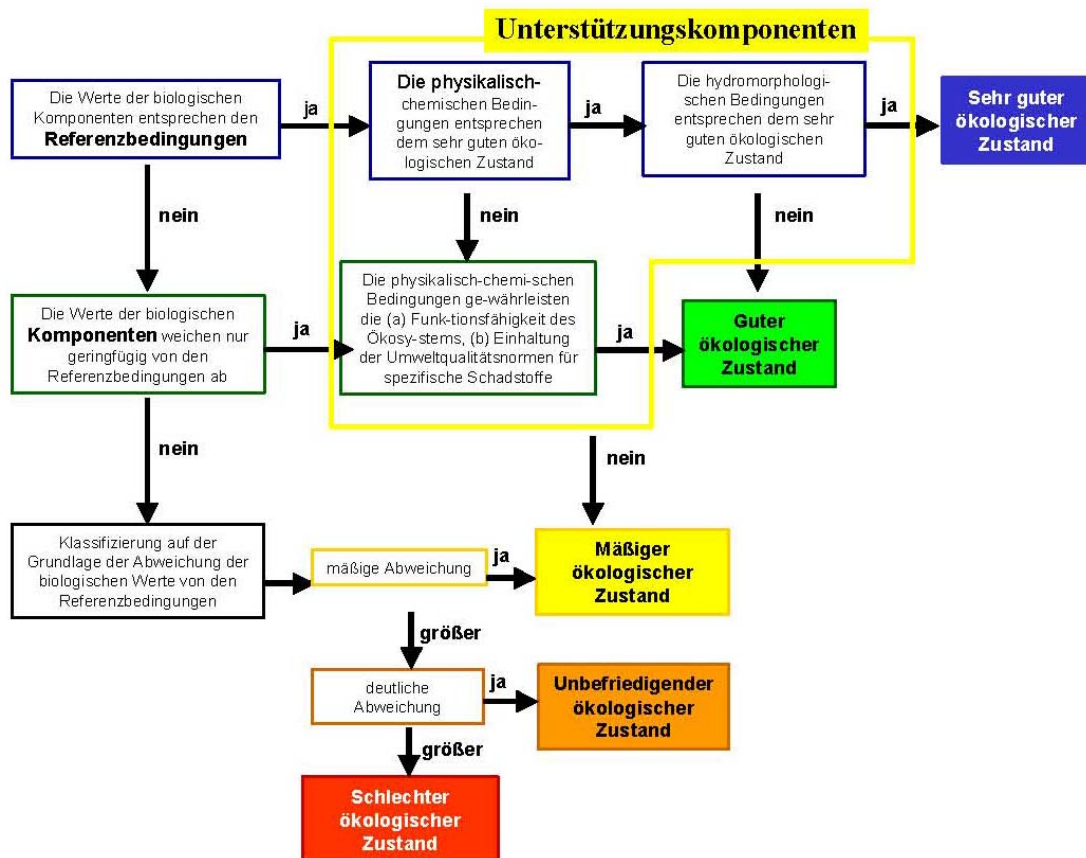 Unterstützungskomponenten
Die Werte der biologischen
Komponenten entsprechen den
Referenzbedingungen
ja
Die physikalisch-
chemischen Bedin-
gungen entsprechen
dem sehr guten öko-
logischen Zustand
ja
Die hydromorphologi-
schen Bedingungen
entsprechen dem sehr
guten ökologischen
Zustand
ja
Sehr guter
ökologischer
Zustand
nein
nein
nein
Die Werte der biologischen
Komponenten weichen nur
geringfügig von den
Referenzbedingungen ab
ja
Die physikalisch-chemi-schen
Bedingungen ge-währleisten
die (a) Funk-tionsfähigkeit des
Ökosy-stems, (b) Einhaltung
der Umweltqualitätsnormen für
spezifische Schadstoffe
ja
Guter
ökologischer
Zustand
nein
nein
Klassifizierung auf der
Grundlage der Abweichung der
biologischen Werte von den
Referenzbedingungen
mäßige Abweichung
ja
Mäßiger
ökologischer
Zustand
größer
deutliche
Abweichung
ja
Unbefriedigender
ökologischer
Zustand
größer
Schlechter
ökologischer
Zustand